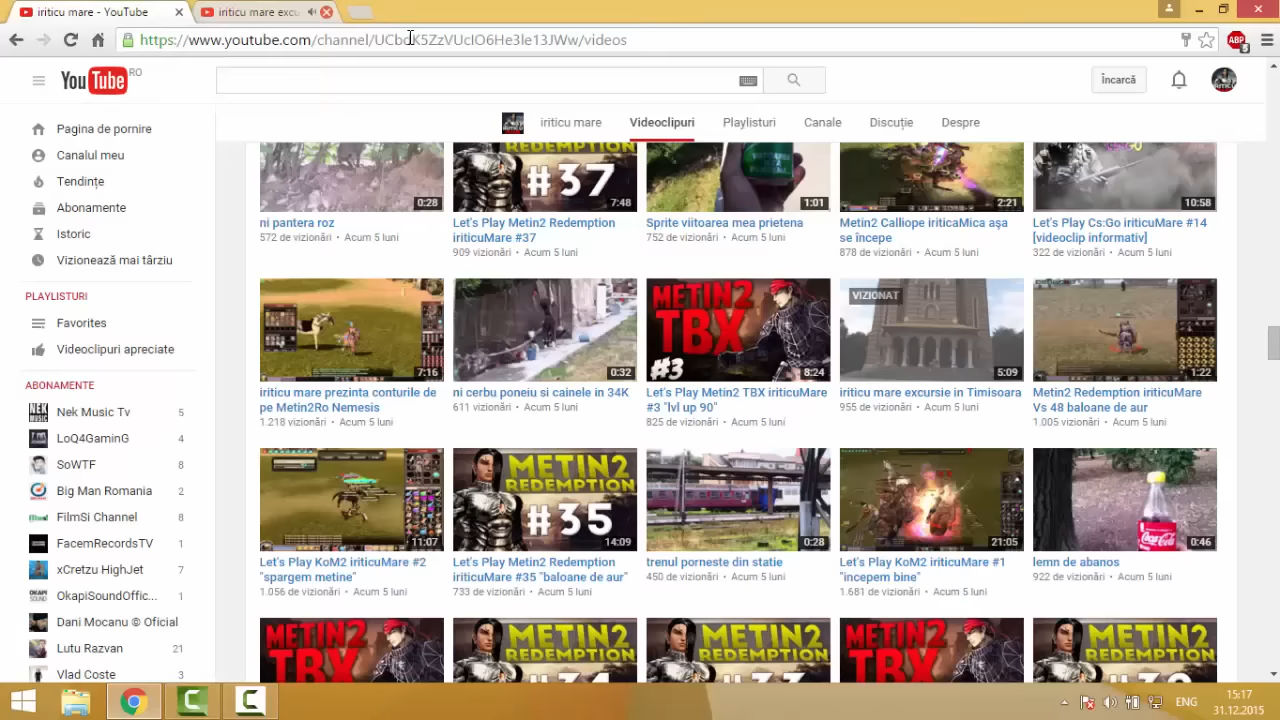 iriticu mare - YouTube
iriticu mare excu
https://www.youtube.com/channel/UCbdK5ZzVUcIO6He3le13JWw/videos
You Tube RO
Încarcă
iriticu mare
Videoclipuri
Playlisturi
Canale
Discuție
Despre
Pagina de pornire
Canalul meu
Tendințe
Abonamente
Istoric
Vizionează mai târziu
PLAYLISTURI
Favorites
Videoclipuri apreciate
ABONAMENTE
Nek Music Tv 5
LoQ4GaminG 4
SoWTF 8
Big Man Romania 2
FilmSi Channel 8
FacemRecordsTV 1
xCretzu HighJet 7
OkapiSoundOffic... 1
Dani Mocanu © Oficial
Lutu Razvan 21
Vlad Coste 3
0:28
ni pantera roz
572 de vizionări • Acum 5 luni
REDEMPTION
#37
7:48
Let's Play Metin2 Redemption
iriticuMare #37
909 vizionări • Acum 5 luni
1:01
Sprite viitoarea mea prietena
752 de vizionări • Acum 5 luni
2:21
Metin2 Calliope iriticaMica așa
se începe
878 de vizionări • Acum 5 luni
10:58
Let's Play Cs:Go iriticuMare #14
[videoclip informativ]
322 de vizionări • Acum 5 luni
7:16
iriticu mare prezinta conturile de
pe Metin2Ro Nemesis
1.218 de vizionări • Acum 5 luni
0:32
ni cerbu poneiu si cainele in 34K
611 vizionări • Acum 5 luni
METIN2
TBX
#3
8:24
Let's Play Metin2 TBX iriticuMare
#3 "lvl up 90"
825 de vizionări • Acum 5 luni
VIZIONAT
5:09
iriticu mare excursie in Timisoara
955 de vizionări • Acum 5 luni
1:22
Metin2 Redemption iriticuMare
Vs 48 baloane de aur
1.005 vizionări • Acum 5 luni
11:07
Let's Play KoM2 iriticuMare #2
"spargem metine"
1.056 de vizionări • Acum 5 luni
METIN2
REDEMPTION
#35
14:09
Let's Play Metin2 Redemption
iriticuMare #35 "baloane de aur"
733 de vizionări • Acum 5 luni
0:28
trenul porneste din statie
450 de vizionări • Acum 5 luni
21:05
Let's Play KoM2 iriticuMare #1
"incepem bine"
1.681 de vizionări • Acum 5 luni
Coca-Cola
0:46
lemn de abanos
922 de vizionări • Acum 5 luni
METIN2
TBX
METIN2
REDEMPTION
METIN2
REDEMPTION
METIN2
TBX
METIN2
REDEMPTION
ABP
5
ENG
15:17
31.12.2015